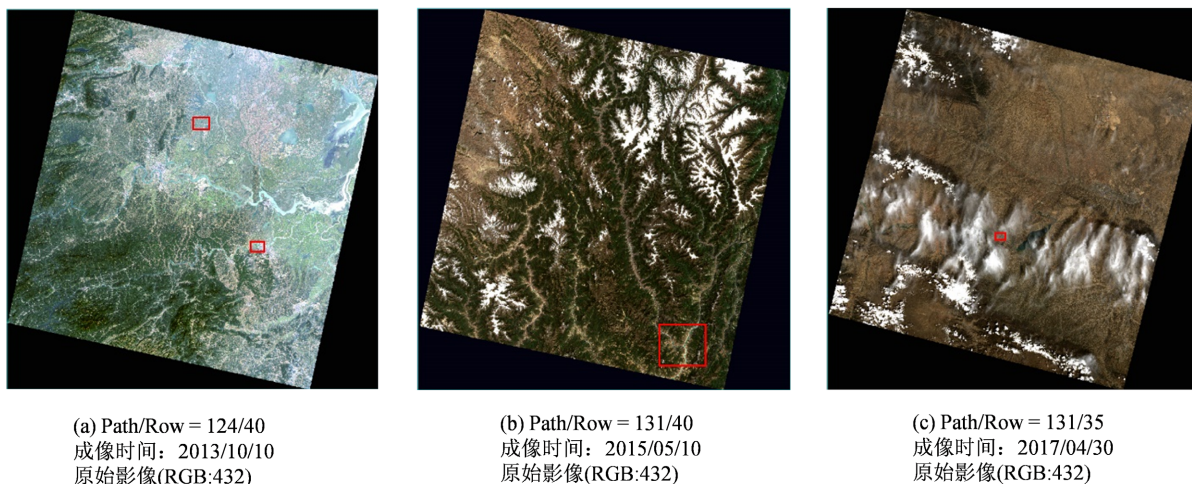 (a) Path/Row = 124/40
成像时间：2013/10/10
原始影像(RGB:432)
(b) Path/Row = 131/40
成像时间：2015/05/10
原始影像(RGB:432)
(c) Path/Row = 131/35
成像时间：2017/04/30
原始影像(RGB:432)